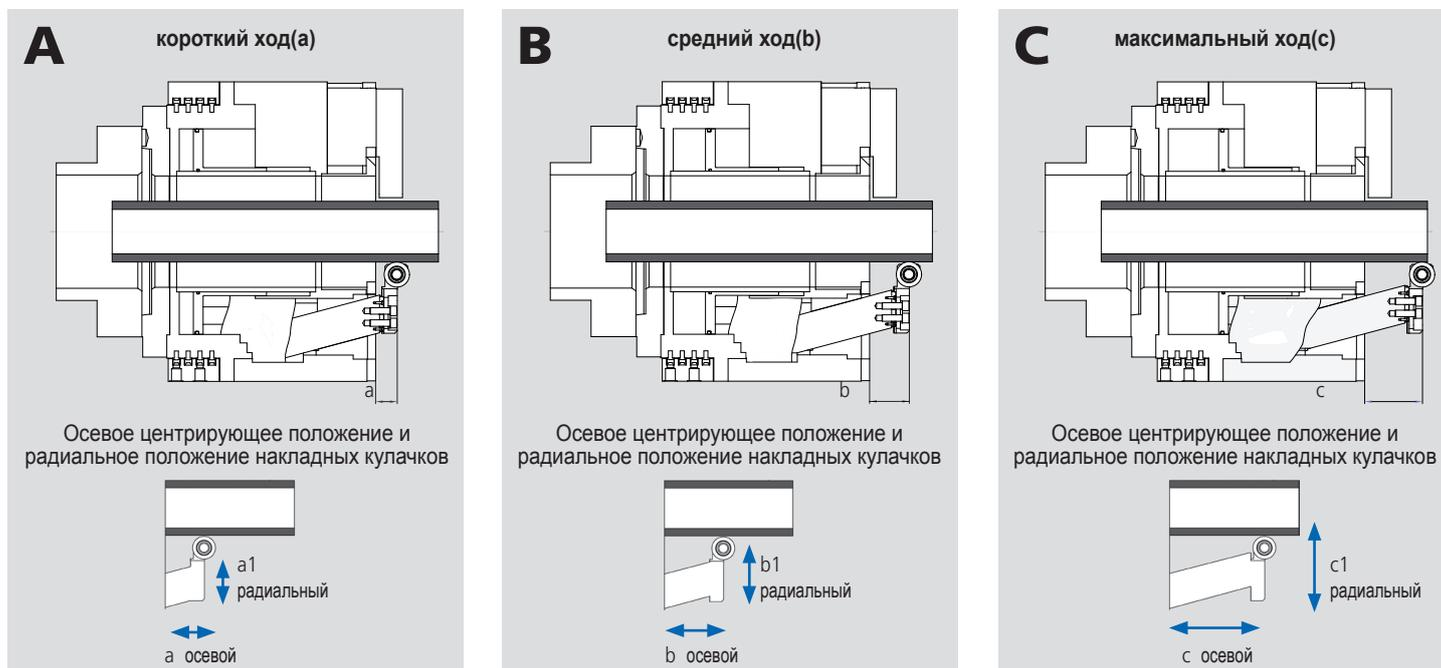 A
короткий ход(a)
a
Осевое центрирующее положение и
радиальное положение накладных кулачков
a1
радиальный
a осевой
B
средний ход(b)
b
Осевое центрирующее положение и
радиальное положение накладных кулачков
b1
радиальный
b осевой
C
максимальный ход(c)
c
Осевое центрирующее положение и
радиальное положение накладных кулачков
c1
радиальный
c осевой